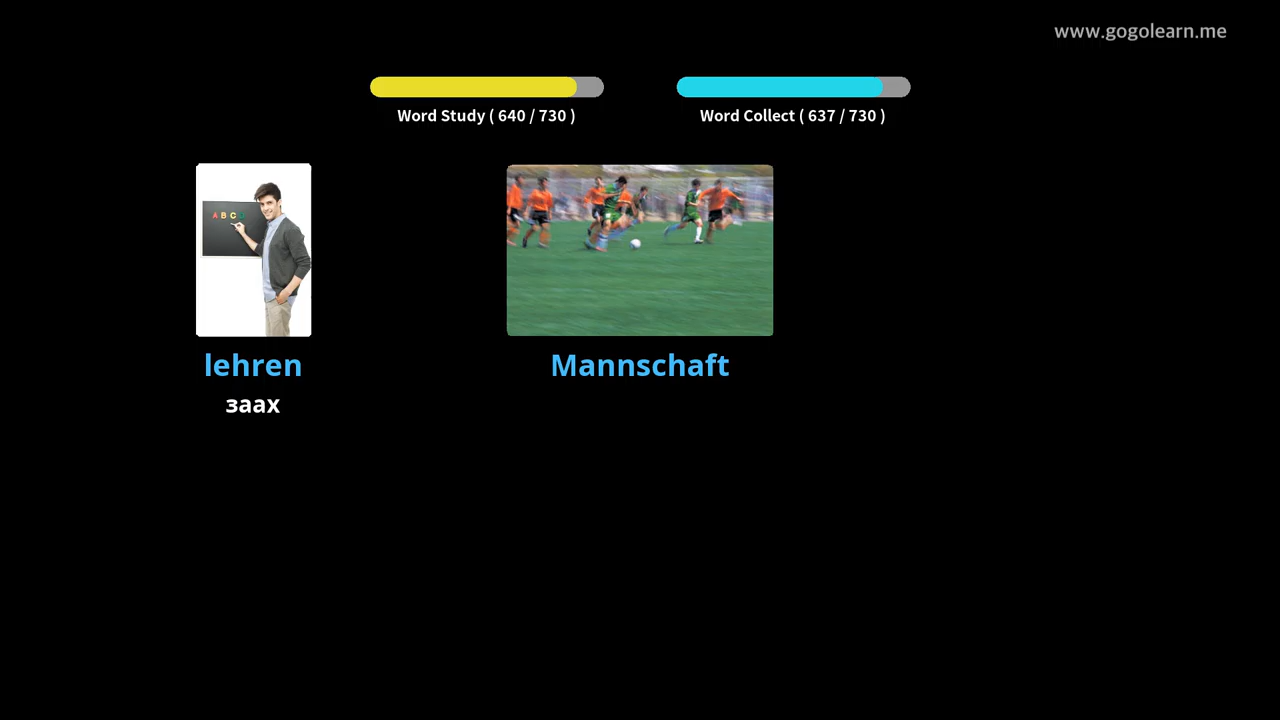 www.gogolearn.me
Word Study ( 640 / 730 )
Word Collect ( 637 / 730 )
A B C D
lehren
заах
Mannschaft